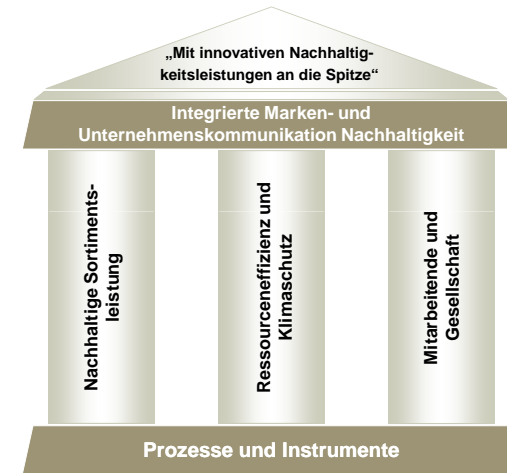 „Mit innovativen Nachhaltig-
keitsleistungen an die Spitze“
Integrierte Marken- und
Unternehmenskommunikation Nachhaltigkeit
Nachhaltige Sortiments-
leistung
Ressourceneffizienz und
Klimaschutz
Mitarbeitende und
Gesellschaft
Prozesse und Instrumente